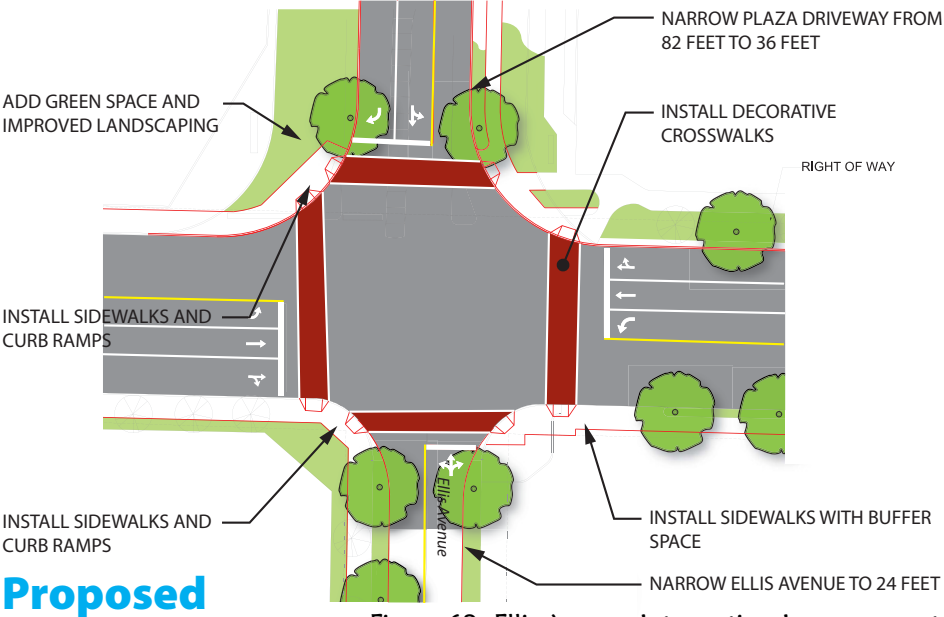 NARROW PLAZA DRIVEWAY FROM
82 FEET TO 36 FEET
ADD GREEN SPACE AND
IMPROVED LANDSCAPING
INSTALL DECORATIVE
CROSSWALKS
RIGHT OF WAY
INSTALL SIDEWALKS AND
CURB RAMPS
Ellis Avenue
INSTALL SIDEWALKS AND
CURB RAMPS
INSTALL SIDEWALKS WITH BUFFER
SPACE
NARROW ELLIS AVENUE TO 24 FEET
Proposed